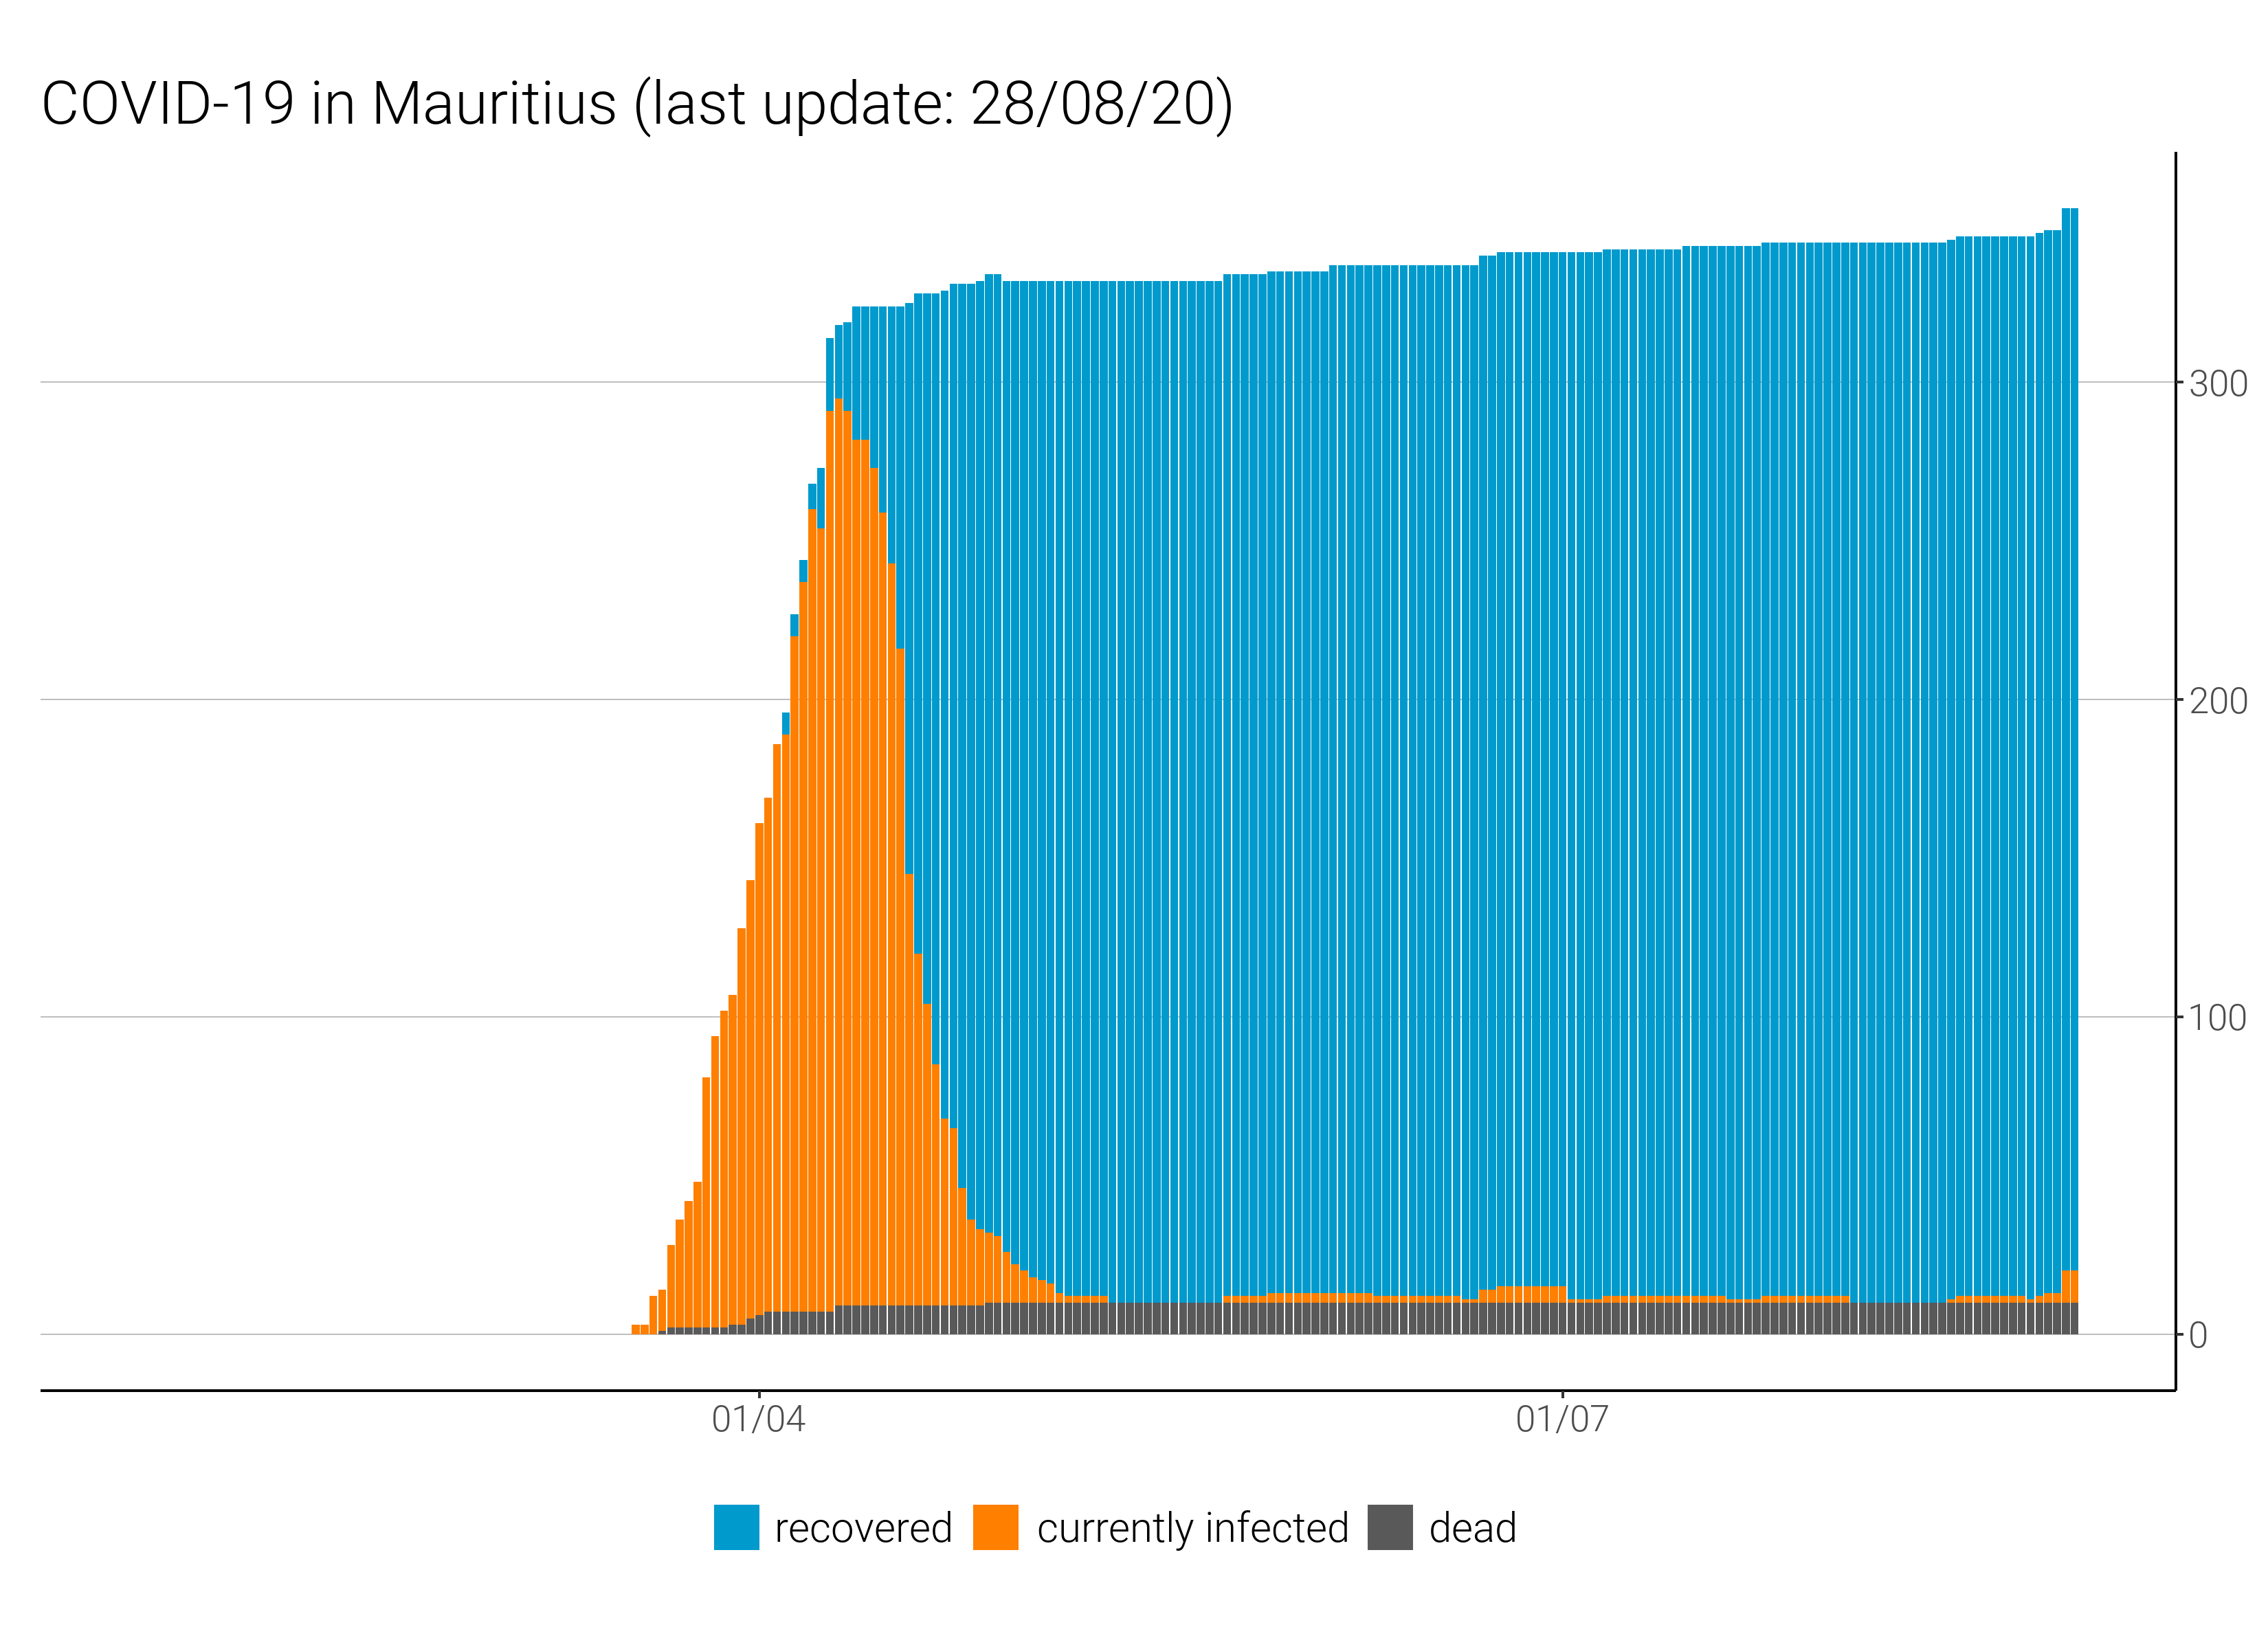 COVID-19 in Mauritius (last update: 28/08/20)
300
200
100
0
01/04 01/07
recovered currently infected dead